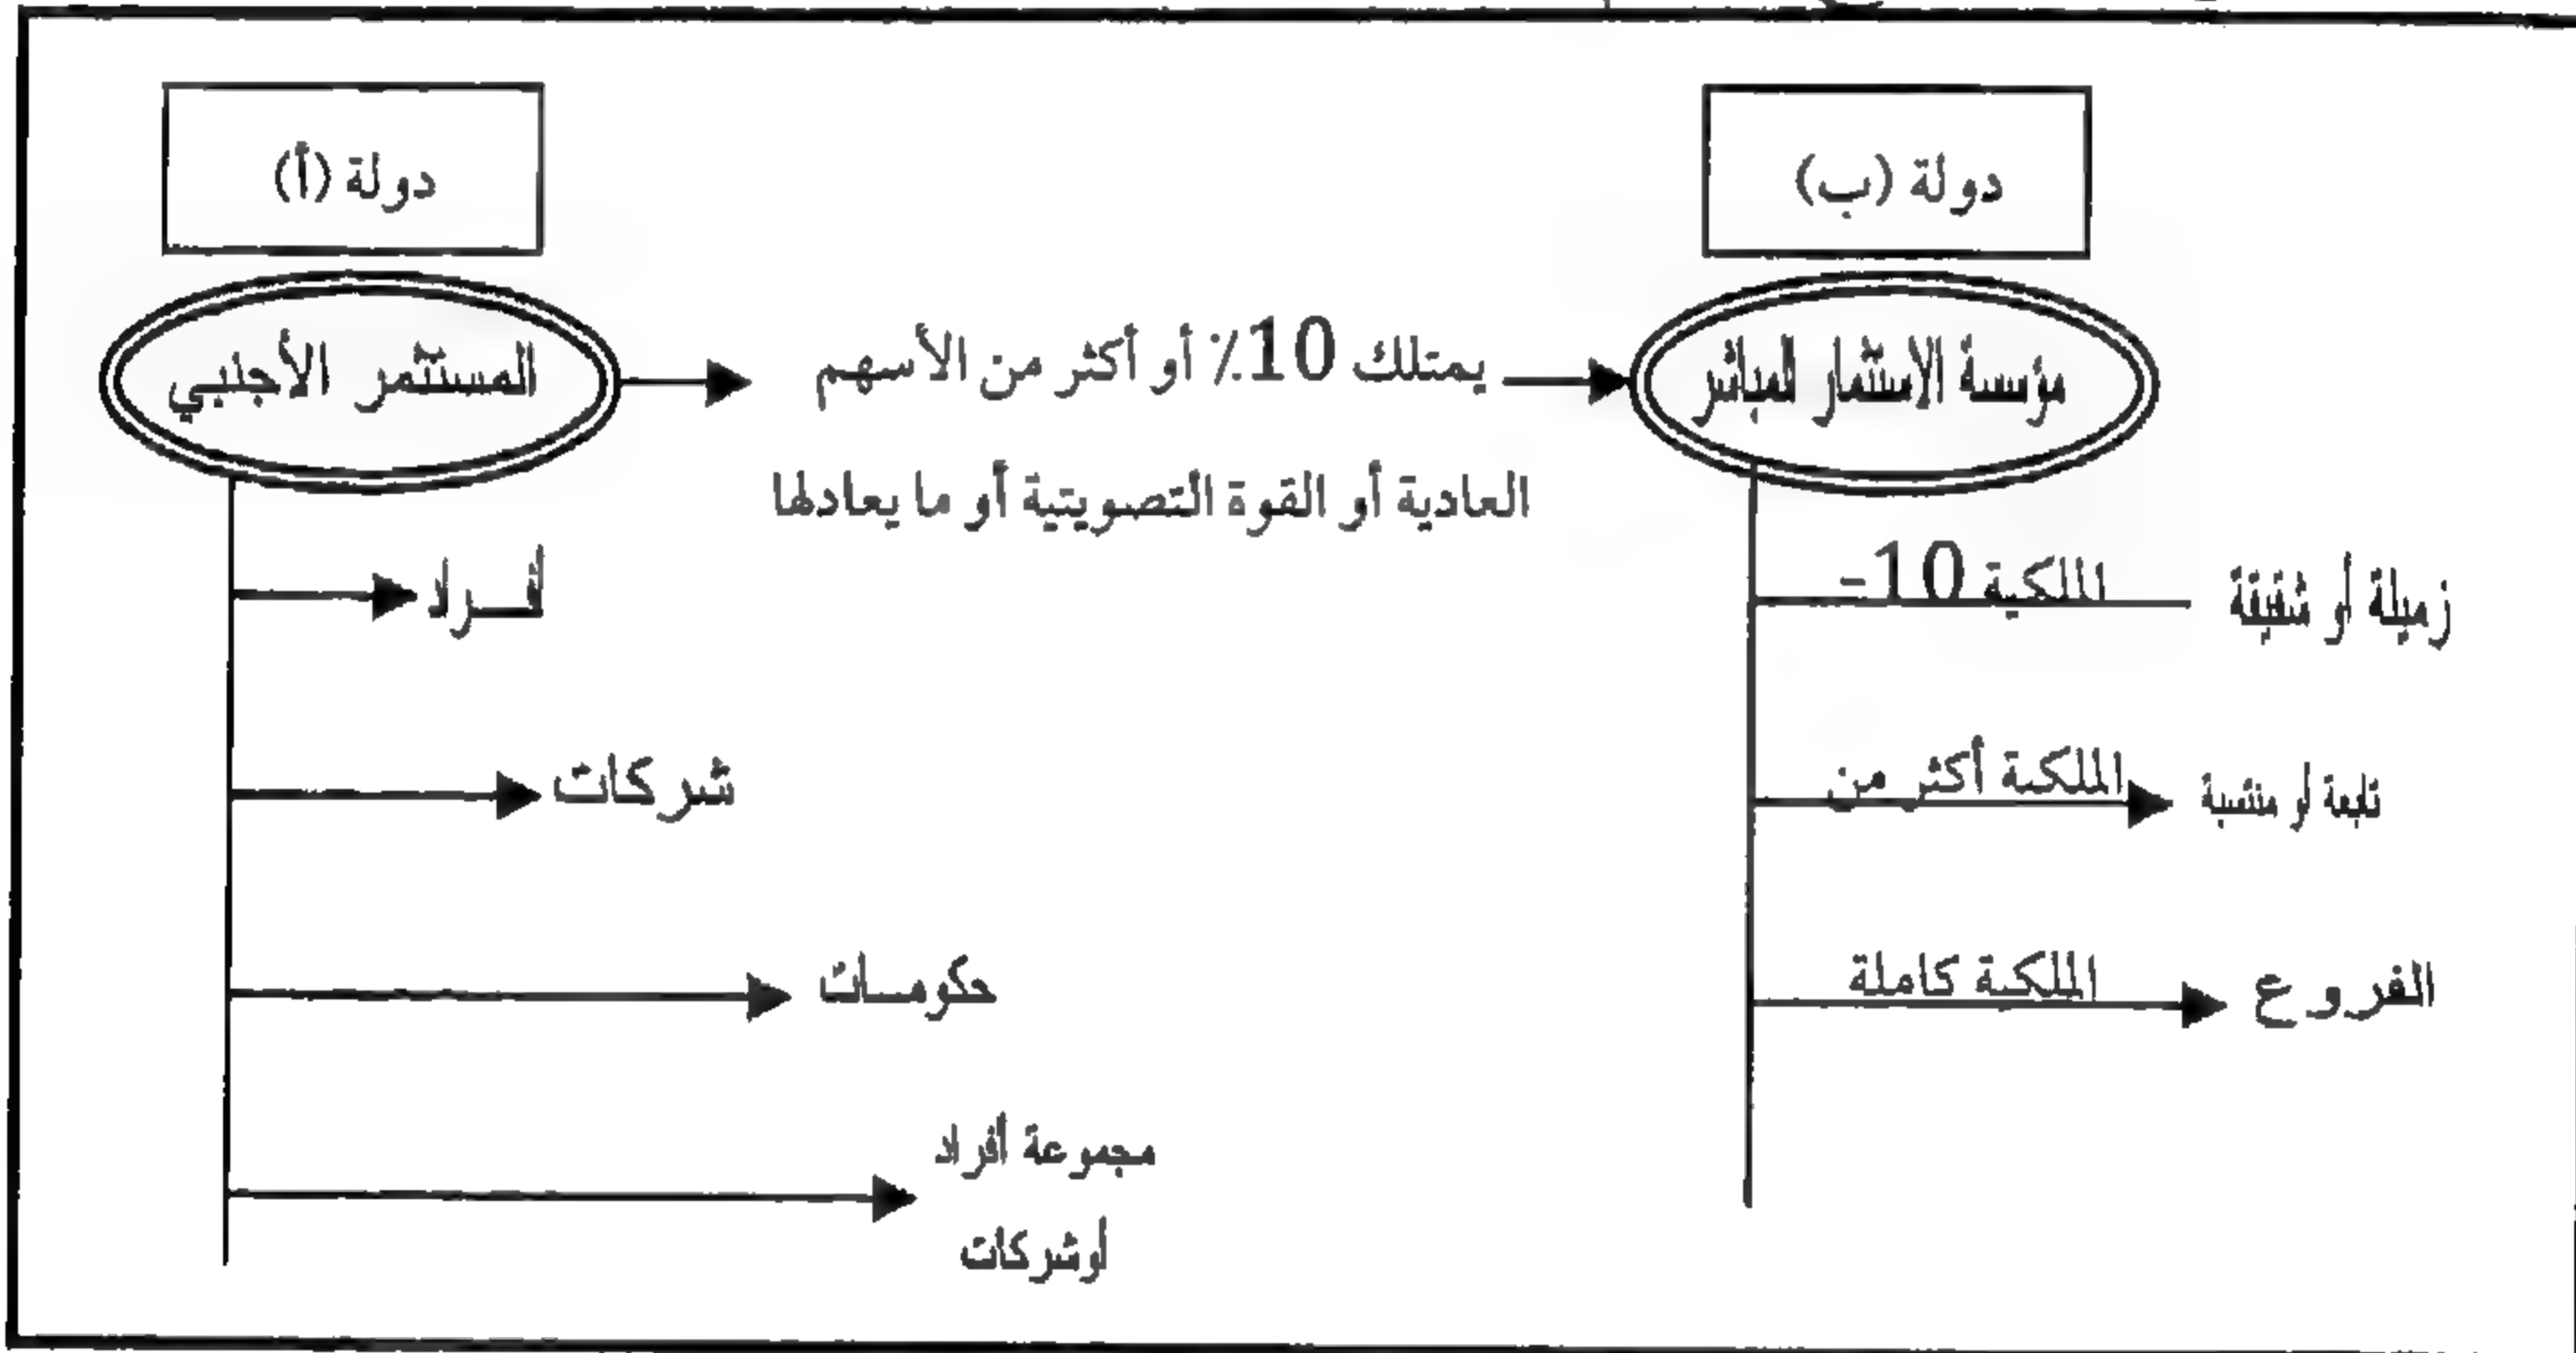 دولة (أ)
دولة (ب)
المستثمر الأجنبي
يمتلك 10٪ أو أكثر من الأسهم
العادية أو القوة التصويتية أو ما يعادلها
مؤسسة الاستثمار المباشر
أفراد
شركات
حكومات
مجموعة أفراد
أوشركات
الملكية 10-
زميلة أو شقيقة
الملكية أكثر من
تابعة أو منتسبة
الملكية كاملة
الفروع